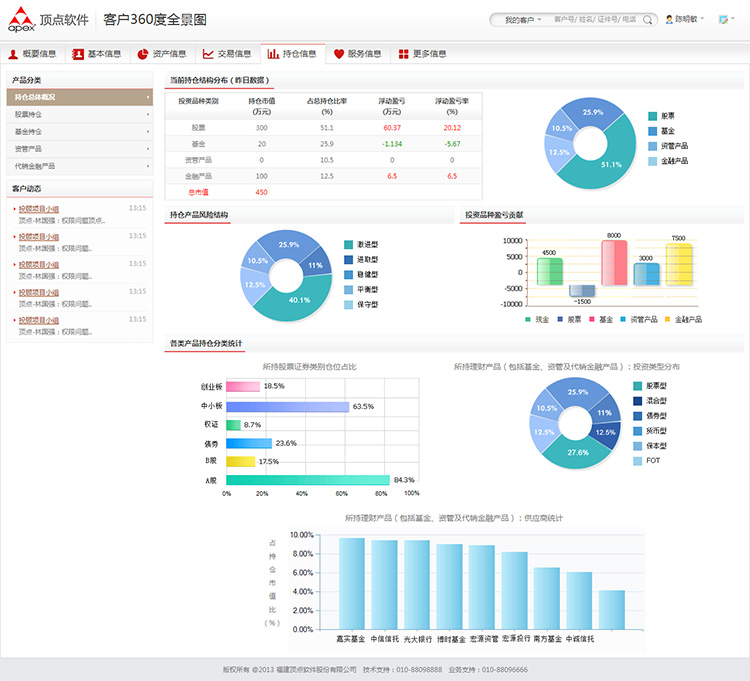 apex 顶点软件 客户360度全景图
我的客户 客户号/ 姓名/ 证件号/ 电话 陈明敏
概要信息 基本信息 资产信息 交易信息 持仓信息 服务信息 更多信息
产品分类
持仓总体概况
股票持仓
基金持仓
资管产品
代销金融产品
客户动态
投顾项目小组 13:15
顶点-林国强：权限问题顶点..
投顾项目小组 13:15
顶点-林国强：权限问题..
投顾项目小组 13:15
顶点-林国强：权限问题..
投顾项目小组 13:15
顶点-林国强：权限问题..
投顾项目小组 13:15
顶点-林国强：权限问题..
当前持仓结构分布（昨日数据）
投资品种类别 持仓市值(万元) 占总持仓比率(%) 浮动盈亏(万元) 浮动盈亏率(%)
股票 300 51.1 60.37 20.12
基金 20 25.9 -1.134 -5.67
资管产品 0 10.5 0 0
金融产品 100 12.5 6.5 6.5
总市值 450
25.9%
10.5%
12.5%
51.1%
股票
基金
资管产品
金融产品
持仓产品风险结构
25.9%
10.5%
11%
12.5%
40.1%
激进型
进取型
稳健型
平衡型
保守型
投资品种盈亏贡献
10000
5000
0
-5000
-10000
4500
-1500
8000
3000
7500
现金 股票 基金 资管产品 金融产品
各类产品持仓分类统计
所持股票证券类别仓位占比
创业板 18.5%
中小板 63.5%
权证 8.7%
债券 23.6%
B股 17.5%
A股 84.3%
0% 20% 40% 60% 80% 100%
所持理财产品（包括基金、资管及代销金融产品）：投资类型分布
25.9%
10.5%
11%
12.5%
12.5%
27.6%
股票型
混合型
债券型
货币型
保本型
FOT
所持理财产品（包括基金、资管及代销金融产品）：供应商统计
占持仓市值比(%)
10.00%
8.00%
6.00%
4.00%
2.00%
0.00%
嘉实基金 中信信托 光大银行 博时基金 宏源资管 宏源投行 南方基金 中诚信托
版权所有 @2013 福建顶点软件股份有限公司 技术支持：010-88098888 业务支持：010-88096666